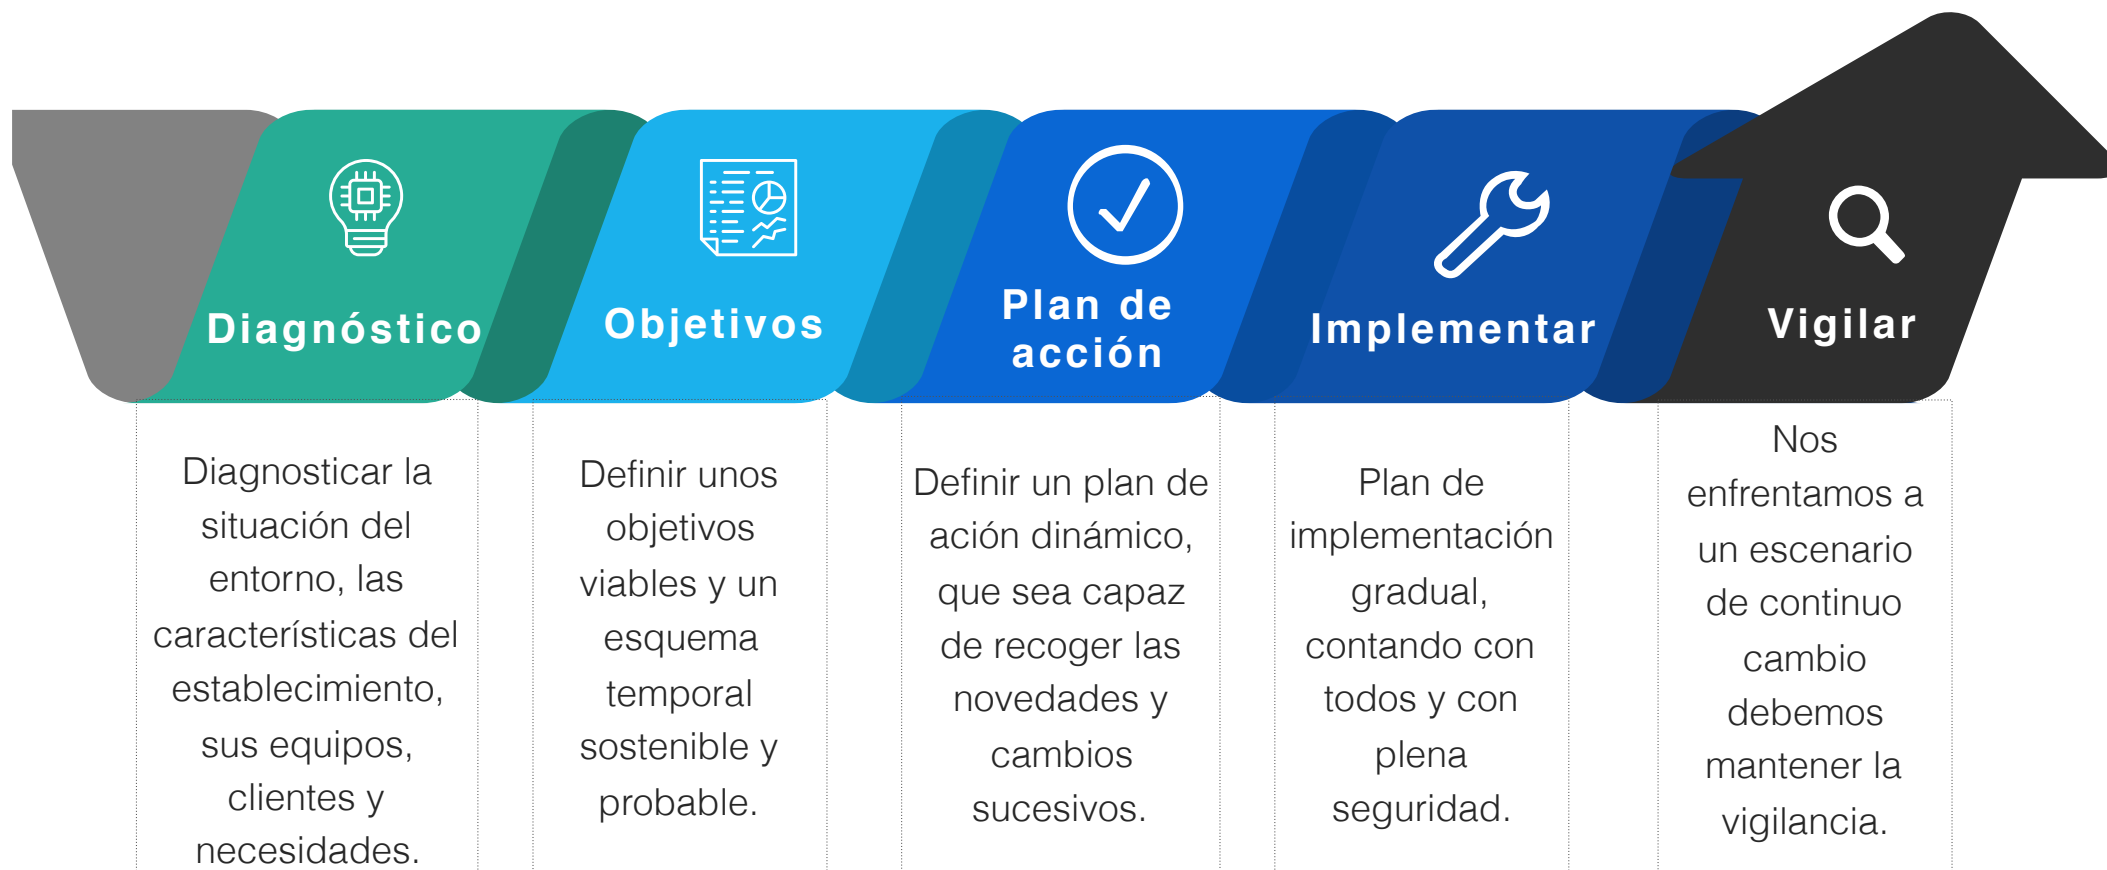 Diagnóstico
Diagnosticar la
situación del
entorno, las
características del
establecimiento,
sus equipos,
clientes y
necesidades.
Objetivos
Definir unos
objetivos
viables y un
esquema
temporal
sostenible y
probable.
Plan de
acción
Definir un plan de
ación dinámico,
que sea capaz
de recoger las
novedades y
cambios
sucesivos.
Implementar
Plan de
implementación
gradual,
contando con
todos y con
plena
seguridad.
Vigilar
Nos
enfrentamos a
un escenario
de continuo
cambio
debemos
mantener la
vigilancia.